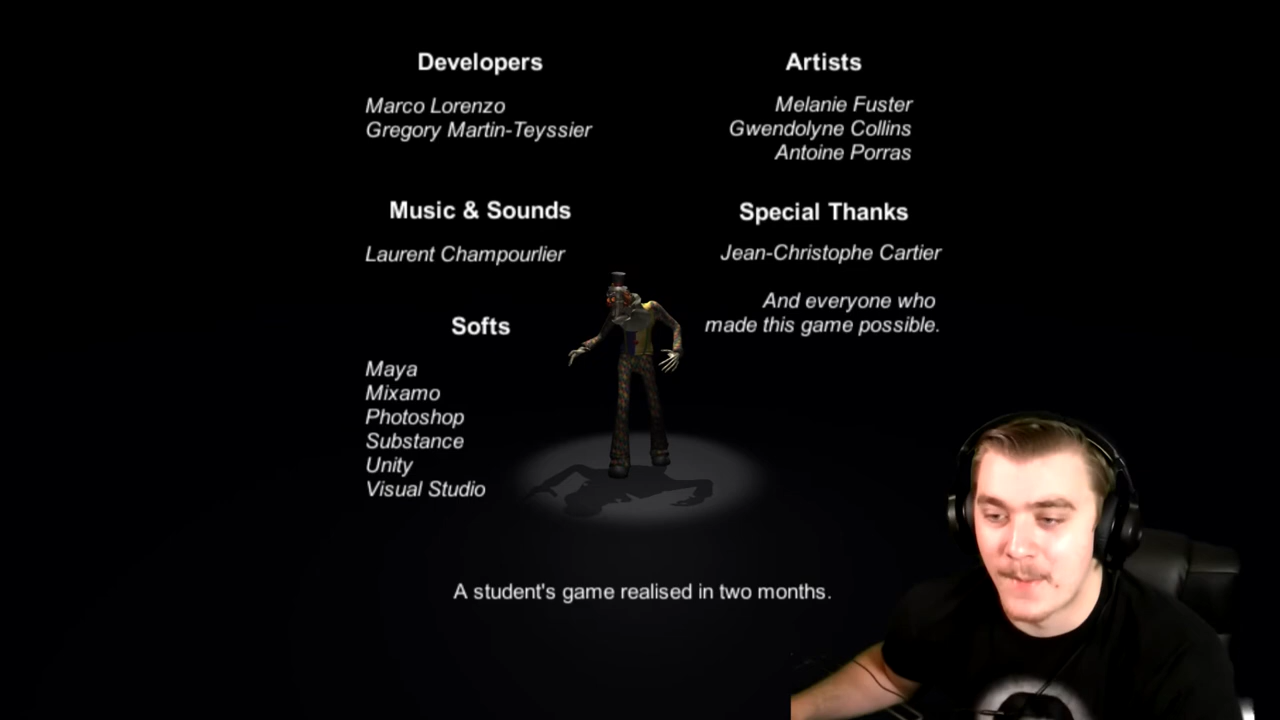 Developers
Marco Lorenzo
Gregory Martin-Teyssier
Artists
Melanie Fuster
Gwendolyne Collins
Antoine Porras
Music & Sounds
Laurent Champourlier
Special Thanks
Jean-Christophe Cartier
And everyone who
made this game possible.
Softs
Maya
Mixamo
Photoshop
Substance
Unity
Visual Studio
A student's game realised in two months.